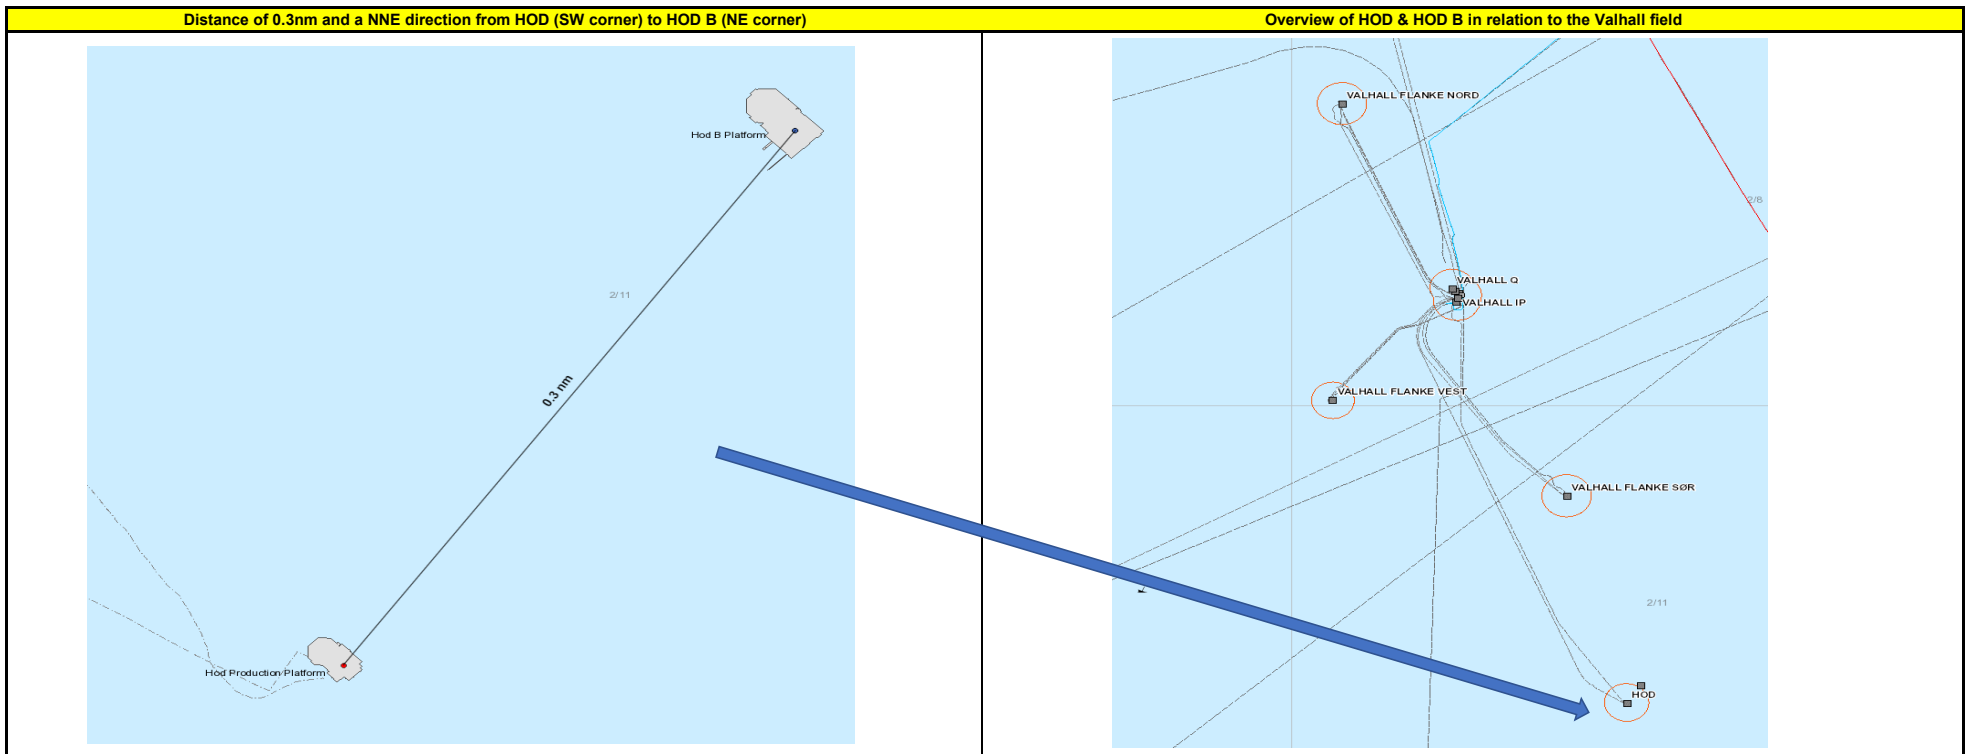 Distance of 0.3nm and a NNE direction from HOD (SW corner) to HOD B (NE corner)
Overview of HOD & HOD B in relation to the Valhall field
Hod B Platform
2/11
0.3 nm
Hod Production Platform
VALHALL FLANKE NORD
2/8
VALHALL Q
VALHALL IP
VALHALL FLANKE VEST
VALHALL FLANKE SØR
2/11
HOD